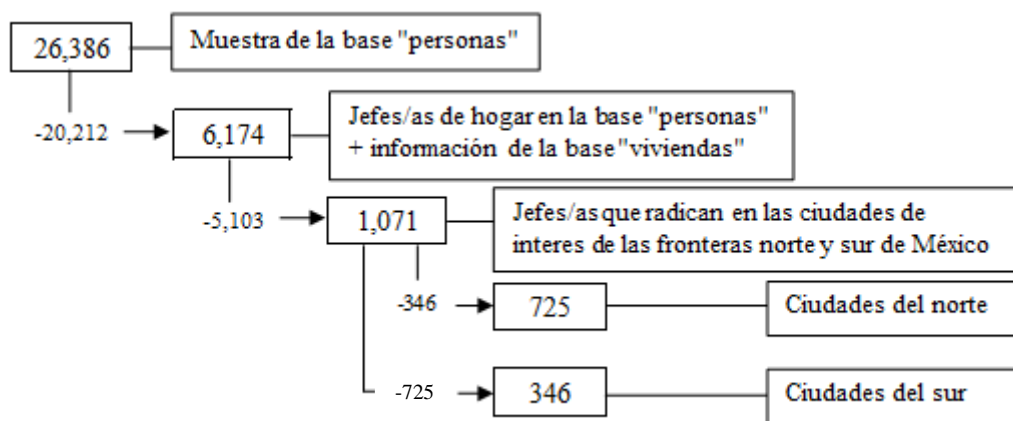 26,386
Muestra de la base "personas"
-20,212
6,174
Jefes/as de hogar en la base "personas"
+ información de la base "viviendas"
-5,103
1,071
Jefes/as que radican en las ciudades de
interes de las fronteras norte y sur de México
-346
725
Ciudades del norte
-725
346
Ciudades del sur